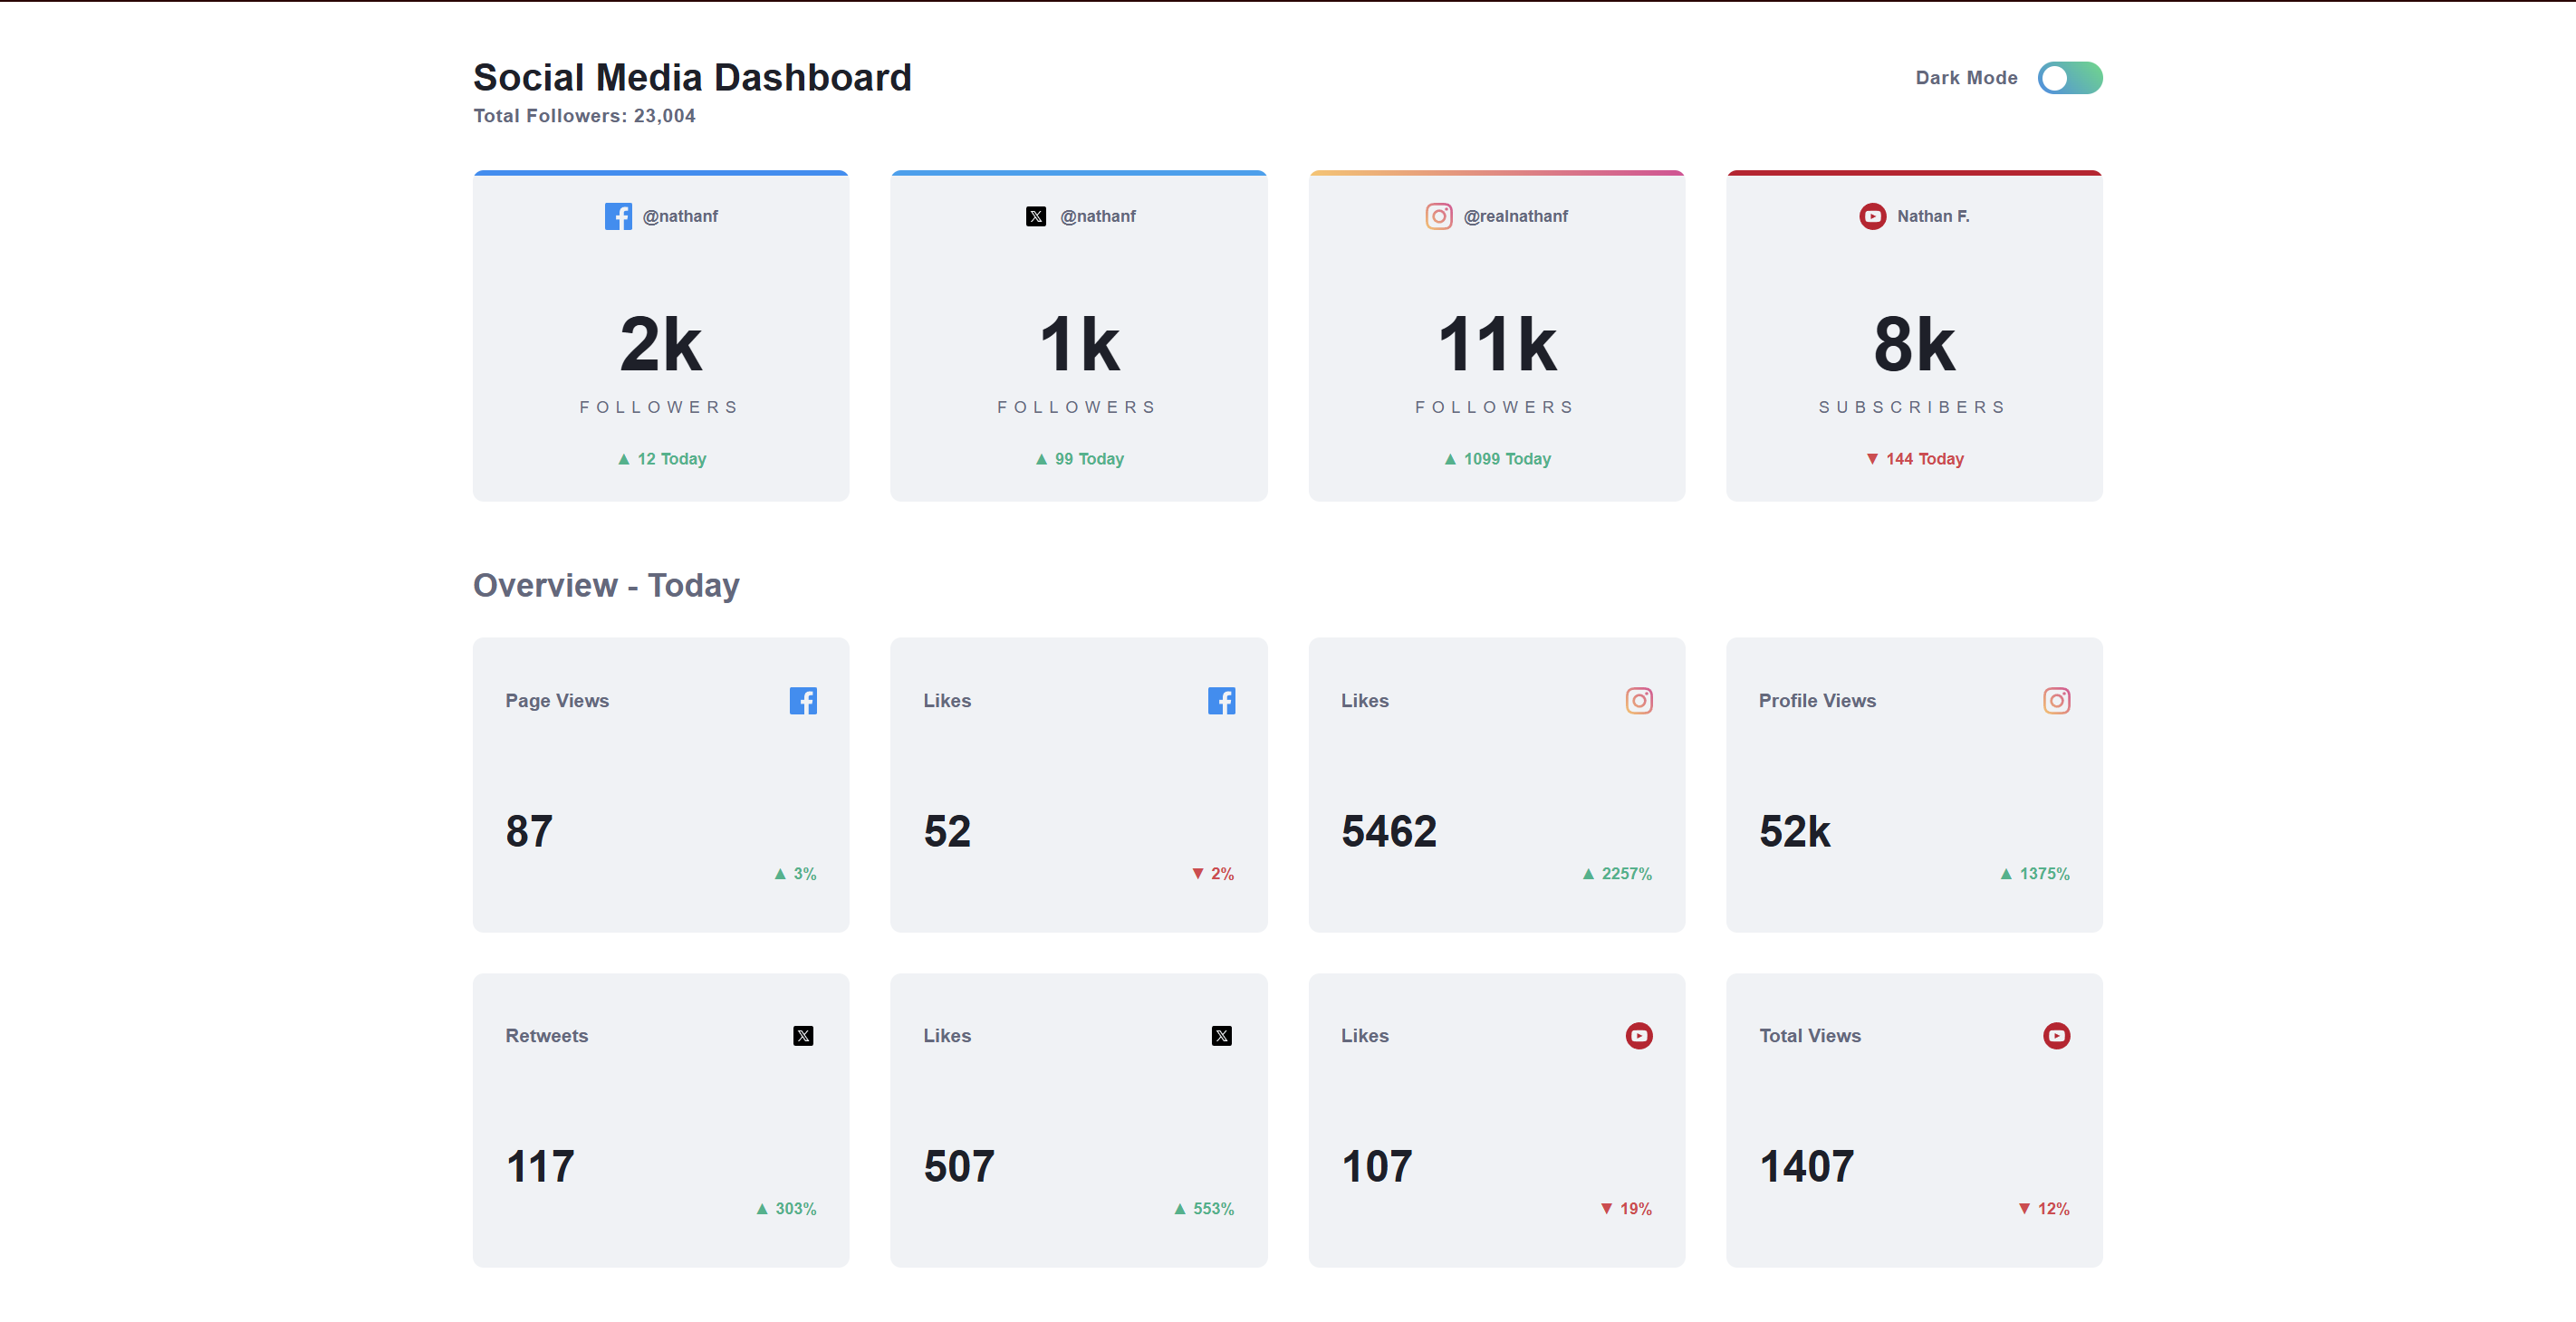 Social Media Dashboard
Dark Mode
Total Followers: 23,004
@nathanf
@nathanf
@realnathanf
Nathan F.
2k
1k
11k
8k
FOLLOWERS
FOLLOWERS
FOLLOWERS
SUBSCRIBERS
▲ 12 Today
▲ 99 Today
▲ 1099 Today
▼ 144 Today
Overview - Today
Page Views
Likes
Likes
Profile Views
87
52
5462
52k
▲ 3%
▼ 2%
▲ 2257%
▲ 1375%
Retweets
Likes
Likes
Total Views
117
507
107
1407
▲ 303%
▲ 553%
▼ 19%
▼ 12%